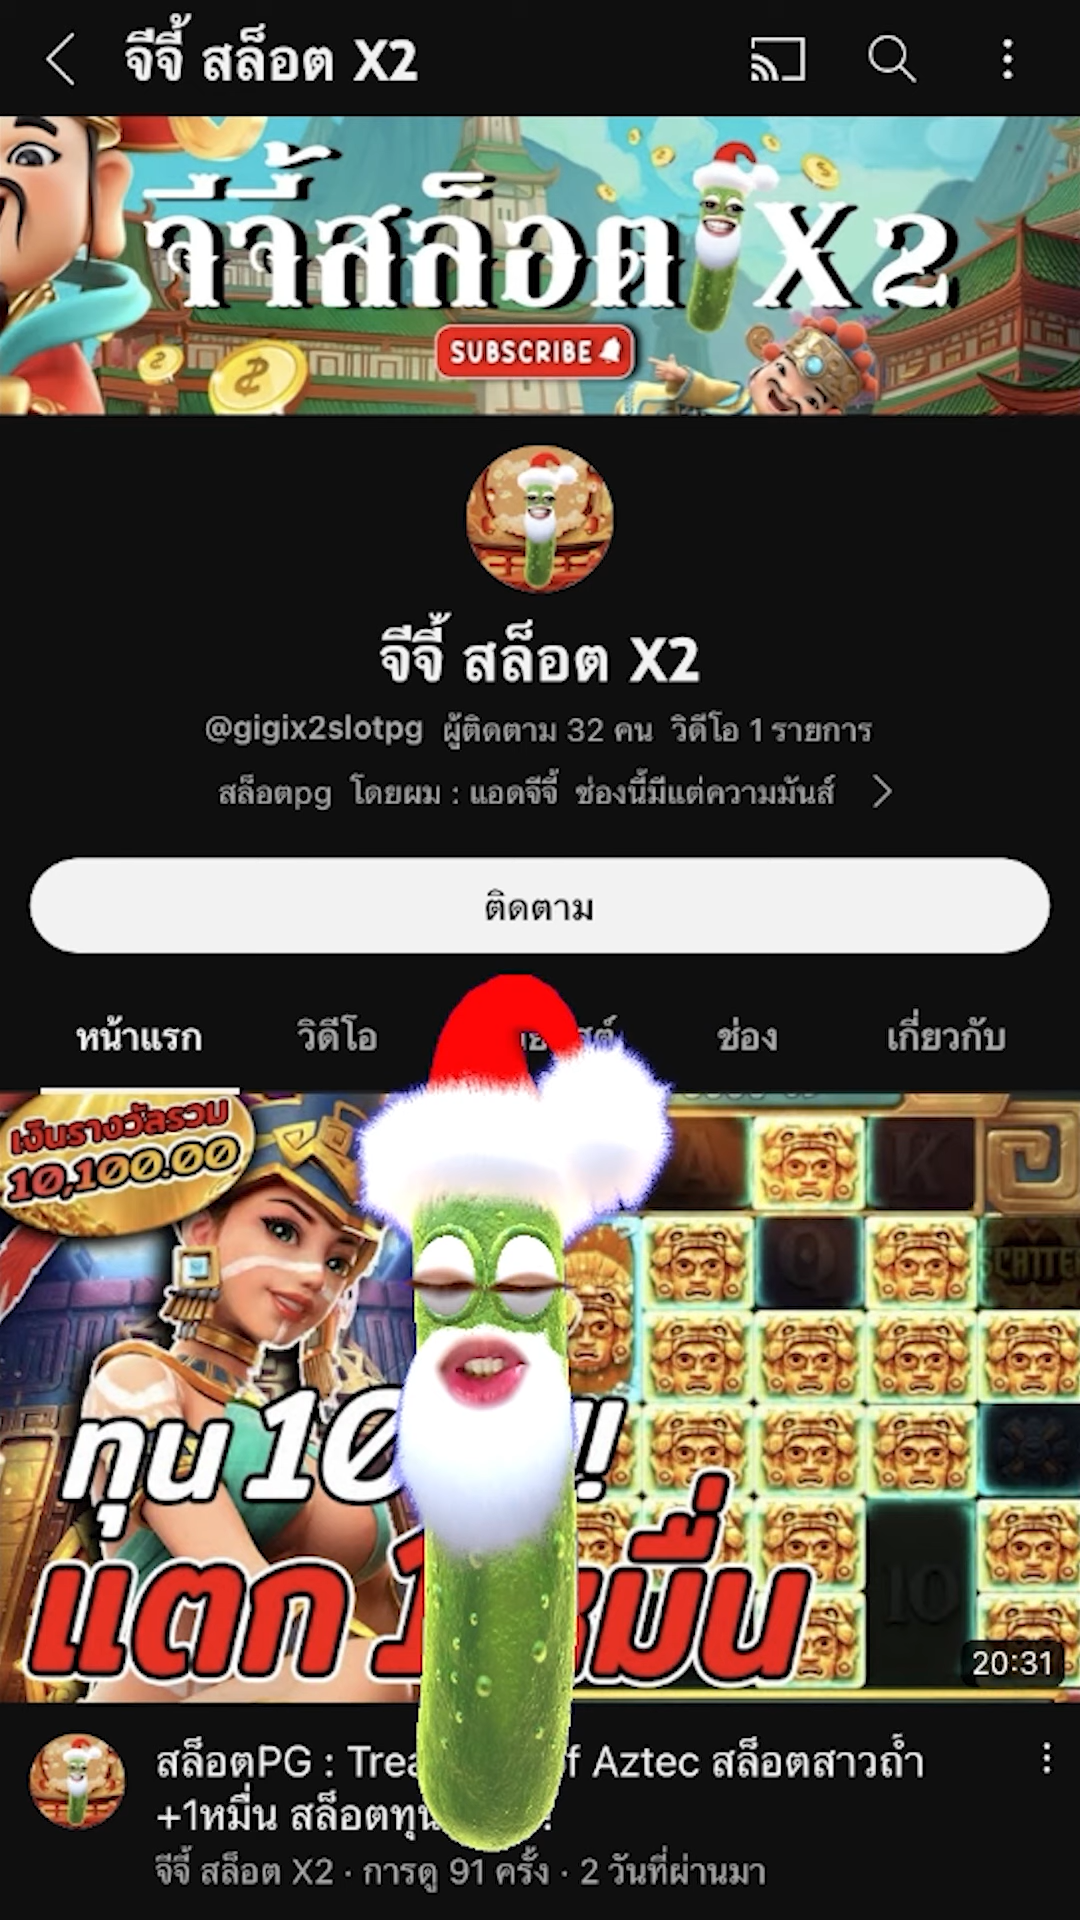 จีจี้ สล็อต X2
จีจี้สล็อต X2
SUBSCRIBE
จีจี้ สล็อต X2
@gigix2slotpg ผู้ติดตาม 32 คน วิดีโอ 1 รายการ
สล็อตpg โดยผม : แอดจีจี้ ช่องนี้มีแต่ความมันส์
ติดตาม
หน้าแรก วิดีโอ ช่อง เกี่ยวกับ
เงินรางวัลรวม
10,100.00
A K
Q SCATTE
ทุน 10 !!
แตก 1 หมื่น
10
20:31
สล็อตPG : Trea f Aztec สล็อตสาวถ้ำ
+1หมื่น สล็อตทุน
จีจี้ สล็อต X2 · การดู 91 ครั้ง · 2 วันที่ผ่านมา